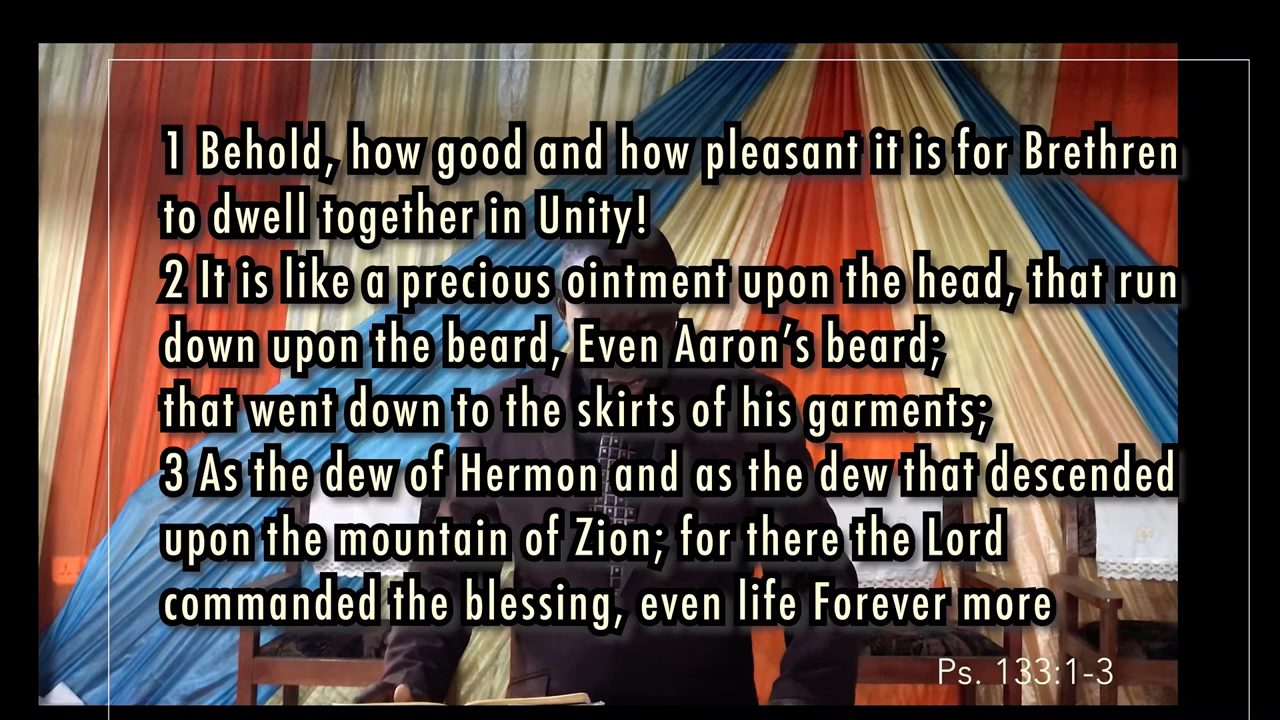 1 Behold, how good and how pleasant it is for Brethren
to dwell together in Unity!
2 It is like a precious ointment upon the head, that run
down upon the beard, Even Aaron’s beard;
that went down to the skirts of his garments;
3 As the dew of Hermon and as the dew that descended
upon the mountain of Zion; for there the Lord
commanded the blessing, even life Forever more
Ps. 133:1-3